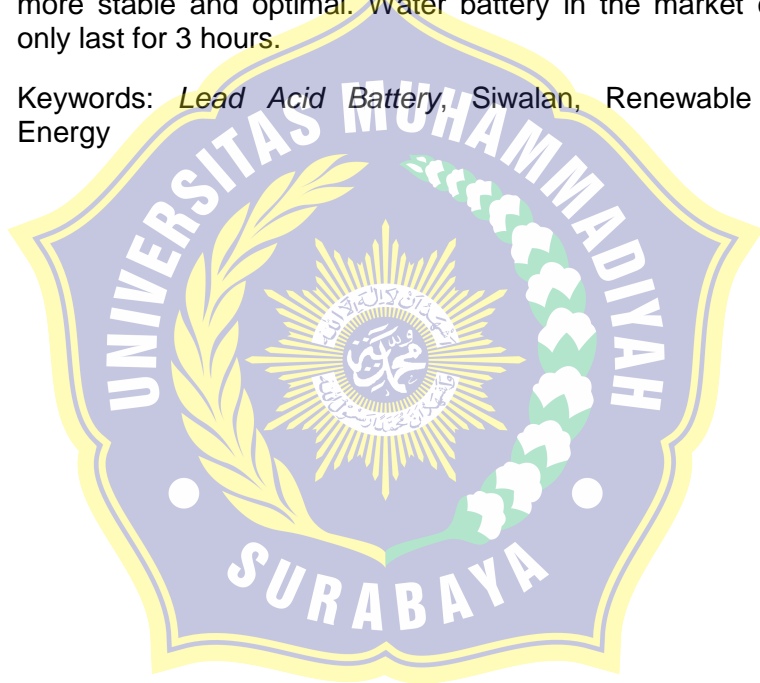 more stable and optimal. Water battery in the market
only last for 3 hours.
Keywords: Lead Acid Battery, Siwalan, Renewable
Energy
UNIVERSITAS MUHAMMADIYAH
SURABAYA